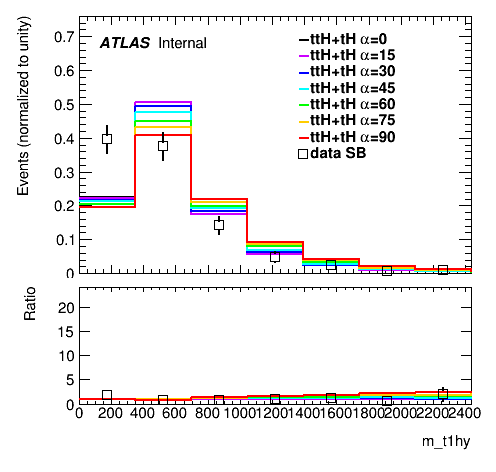 ATLAS Internal
ttH+tH α=0
ttH+tH α=15
ttH+tH α=30
ttH+tH α=45
ttH+tH α=60
ttH+tH α=75
ttH+tH α=90
data SB
Events (normalized to unity)
0.7
0.6
0.5
0.4
0.3
0.2
0.1
0
Ratio
20
15
10
5
0
200 400 600 800 1000 1200 1400 1600 1800 2000 2200 2400
m_t1hy